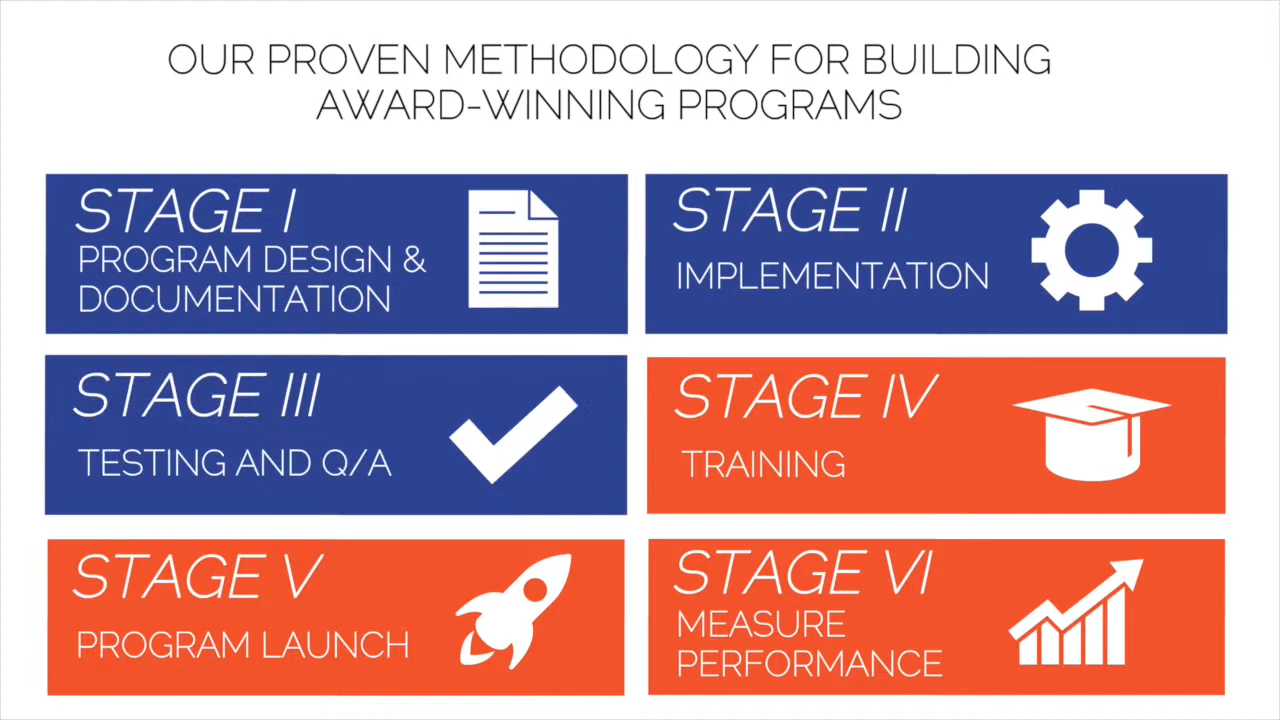 OUR PROVEN METHODOLOGY FOR BUILDING
AWARD-WINNING PROGRAMS
STAGE I
PROGRAM DESIGN &
DOCUMENTATION
STAGE II
IMPLEMENTATION
STAGE III
TESTING AND Q/A
STAGE IV
TRAINING
STAGE V
PROGRAM LAUNCH
STAGE VI
MEASURE
PERFORMANCE